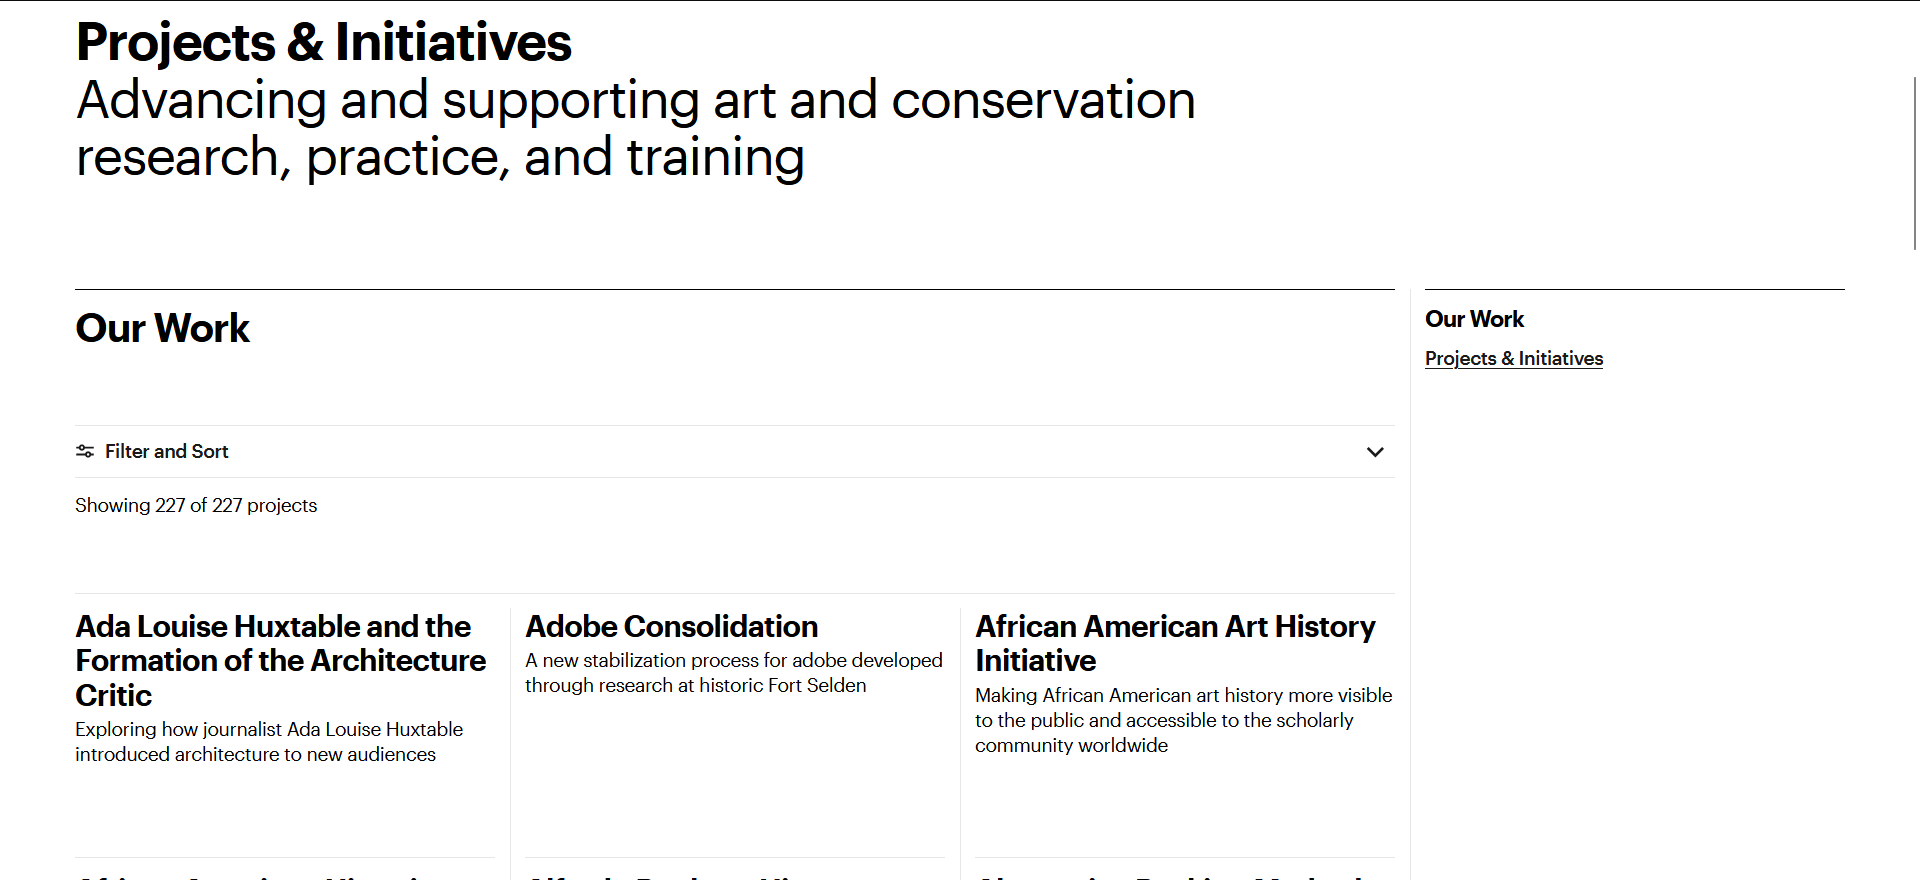 Projects & Initiatives
Advancing and supporting art and conservation
research, practice, and training
Our Work
Filter and Sort
Showing 227 of 227 projects
Ada Louise Huxtable and the
Formation of the Architecture
Critic
Exploring how journalist Ada Louise Huxtable
introduced architecture to new audiences
Adobe Consolidation
A new stabilization process for adobe developed
through research at historic Fort Selden
African American Art History
Initiative
Making African American art history more visible
to the public and accessible to the scholarly
community worldwide
Our Work
Projects & Initiatives